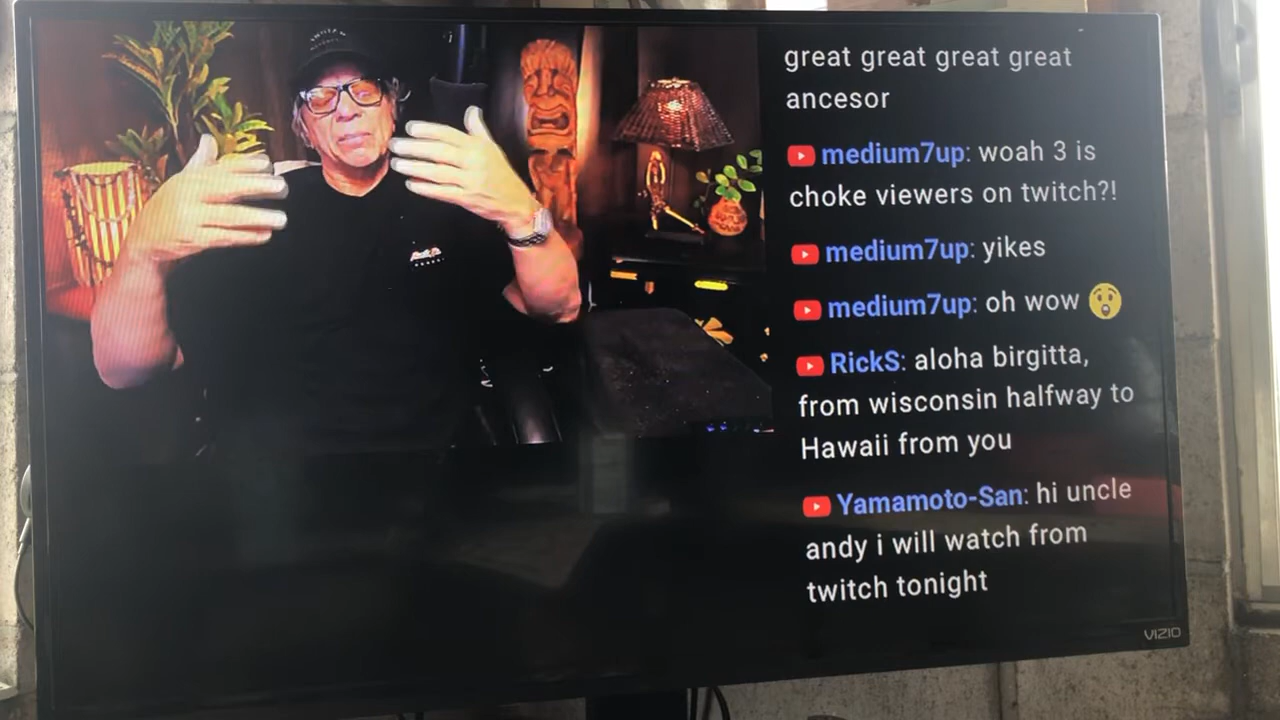 great great great great
ancesor
medium7up: woah 3 is
choke viewers on twitch?!
medium7up: yikes
medium7up: oh wow 😲
RickS: aloha birgitta,
from wisconsin halfway to
Hawaii from you
Yamamoto-San: hi uncle
andy i will watch from
twitch tonight
VIZIO